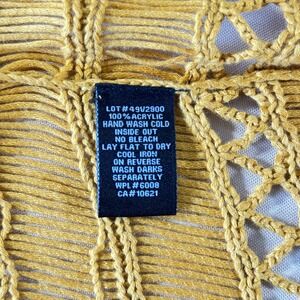 LOT#49V2900
100% ACRYLIC
HAND WASH COLD
INSIDE OUT
NO BLEACH
LAY FLAT TO DRY
COOL IRON
ON REVERSE
WASH DARKS
SEPARATELY
WPL#6008
CA#10621